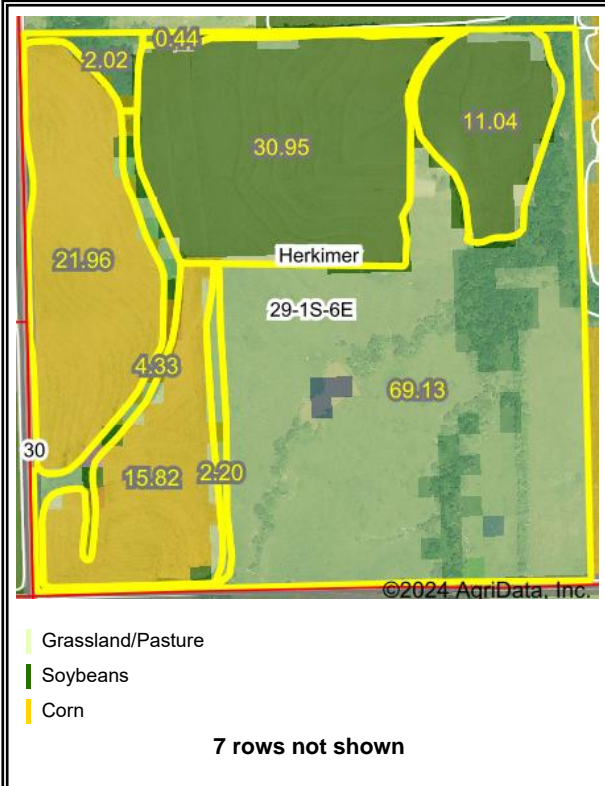 0.44
2.02
30.95
11.04
21.96
Herkimer
29-1S-6E
4.33
69.13
30
15.82
2.20
©2024 AgriData, Inc.
Grassland/Pasture
Soybeans
Corn
7 rows not shown